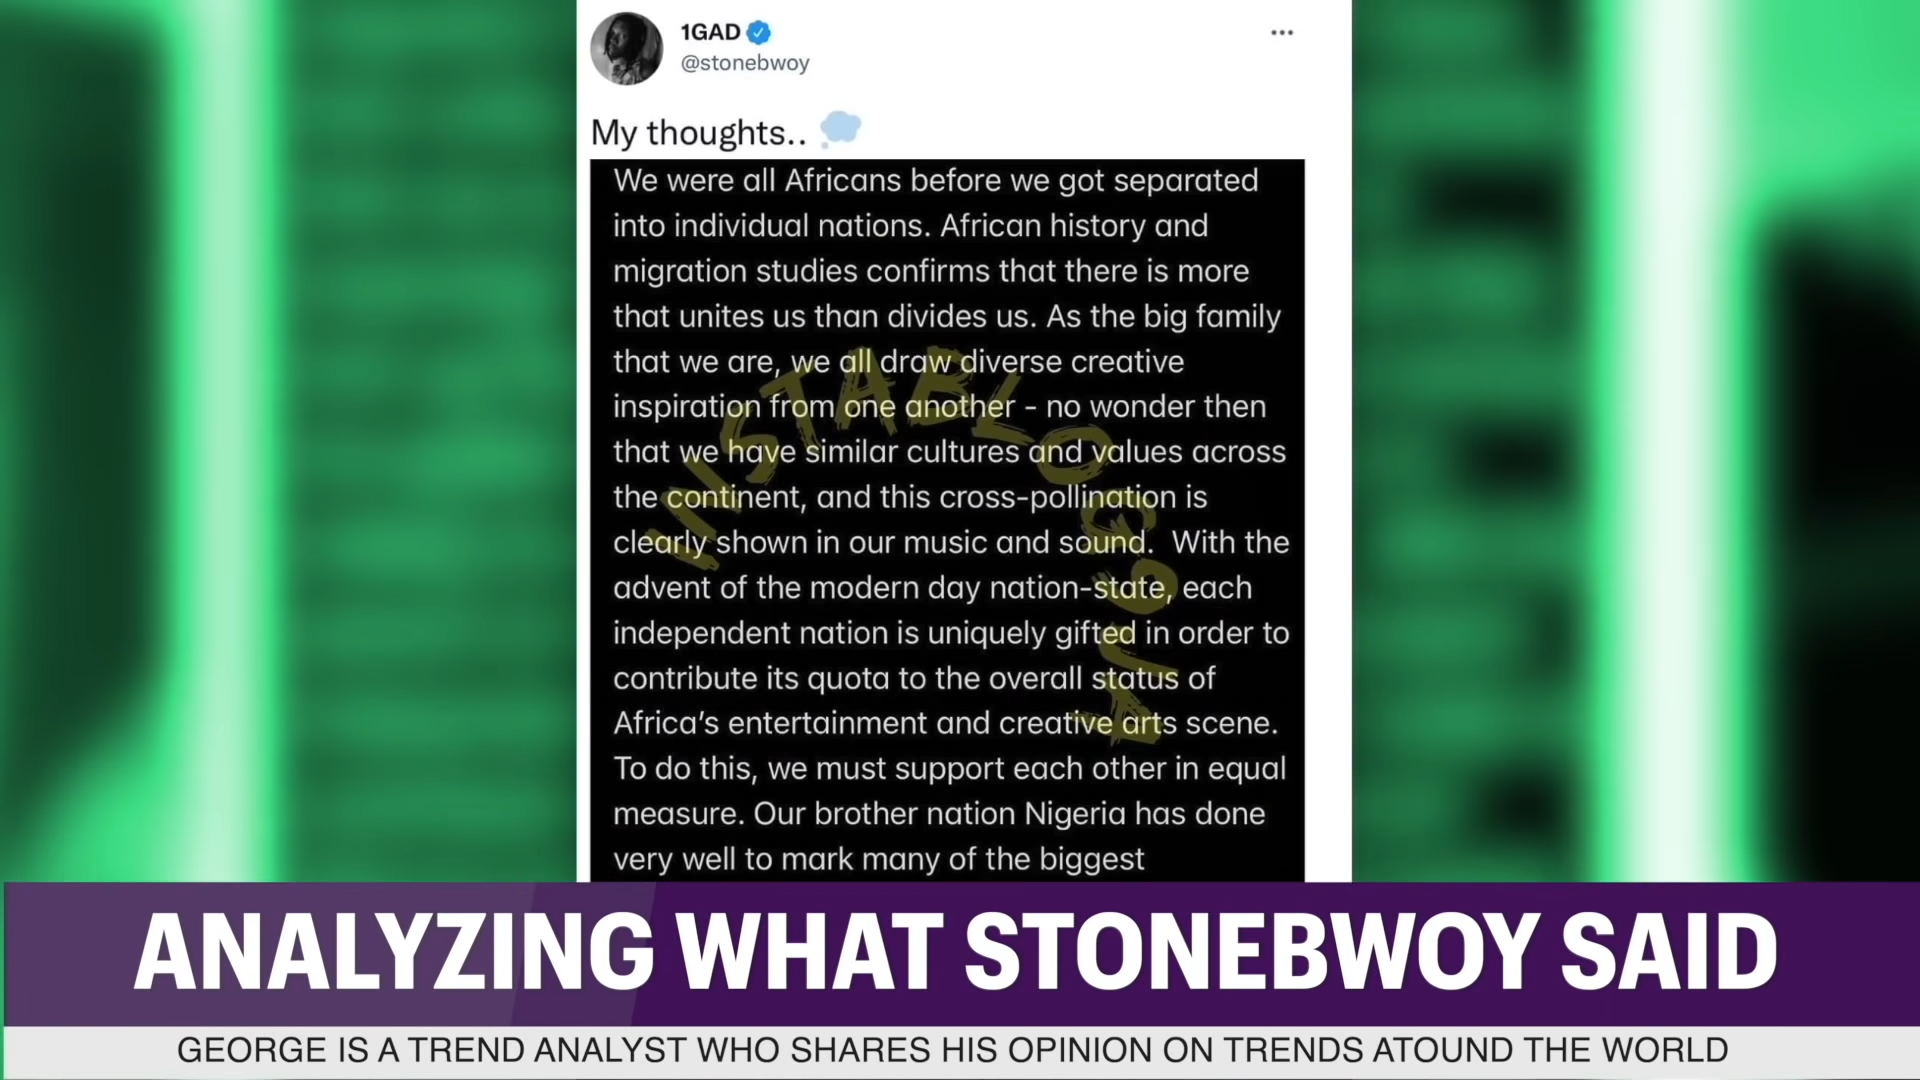 1GAD
@stonebwoy
My thoughts..
We were all Africans before we got separated
into individual nations. African history and
migration studies confirms that there is more
that unites us than divides us. As the big family
that we are, we all draw diverse creative
inspiration from one another - no wonder then
that we have similar cultures and values across
the continent, and this cross-pollination is
clearly shown in our music and sound. With the
advent of the modern day nation-state, each
independent nation is uniquely gifted in order to
contribute its quota to the overall status of
Africa's entertainment and creative arts scene.
To do this, we must support each other in equal
measure. Our brother nation Nigeria has done
very well to mark many of the biggest
INSTABLOG9JA
ANALYZING WHAT STONEBWOY SAID
GEORGE IS A TREND ANALYST WHO SHARES HIS OPINION ON TRENDS ATOUND THE WORLD